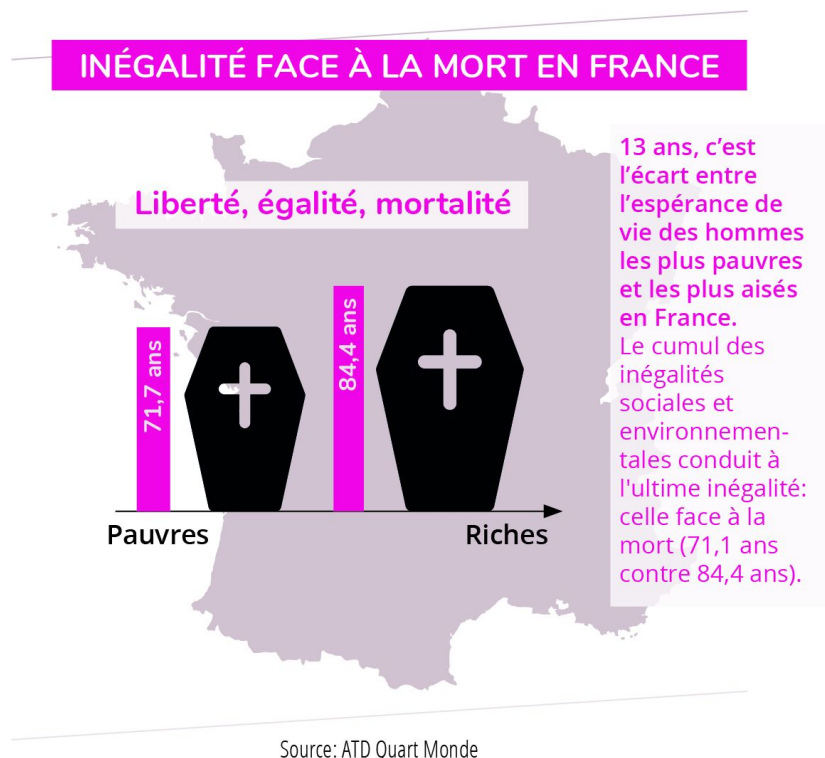 INÉGALITÉ FACE À LA MORT EN FRANCE
Liberté, égalité, mortalité
71,7 ans
84,4 ans
Pauvres
Riches
13 ans, c’est
l’écart entre
l’espérance de
vie des hommes
les plus pauvres
et les plus aisés
en France.
Le cumul des
inégalités
sociales et
environnemen-
tales conduit à
l'ultime inégalité:
celle face à la
mort (71,1 ans
contre 84,4 ans).
Source: ATD Quart Monde